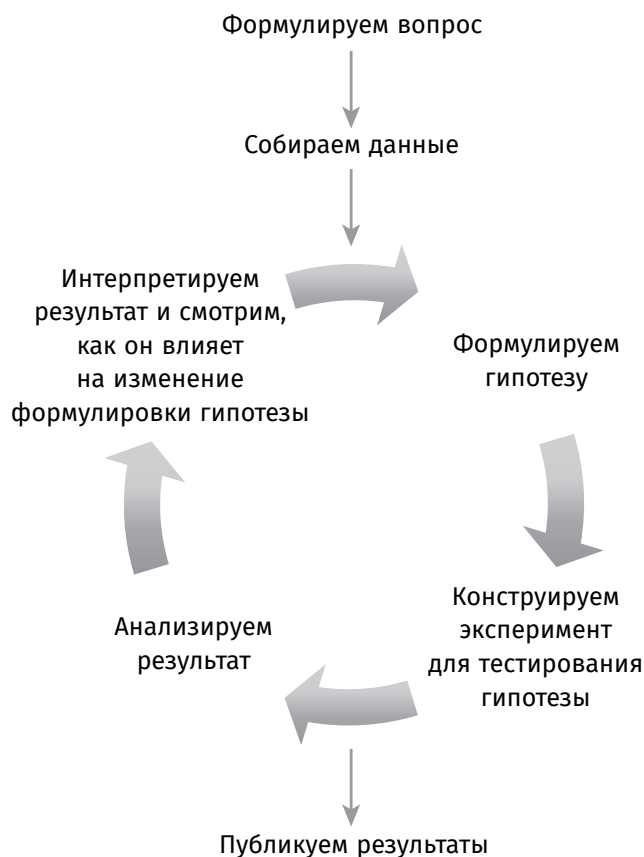 Формулируем вопрос
Собираем данные
Интерпретируем
результат и смотрим,
как он влияет
на изменение
формулировки гипотезы
Формулируем
гипотезу
Конструируем
эксперимент
для тестирования
гипотезы
Анализируем
результат
Публикуем результаты